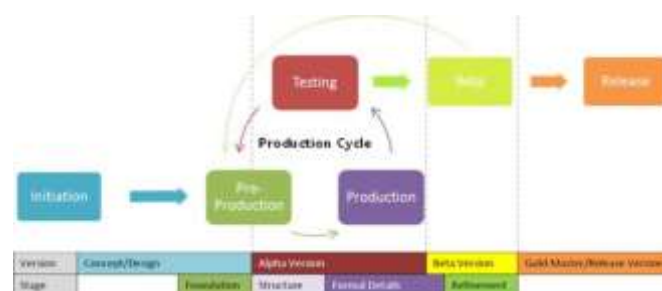 Testing
Beta
Release
Production Cycle
Initiation
Pre-
Production
Production
Version Concept/Design Alpha Version Beta Version Guild Master/Release Version
Stage Foundation Structure Formal Details Refinement